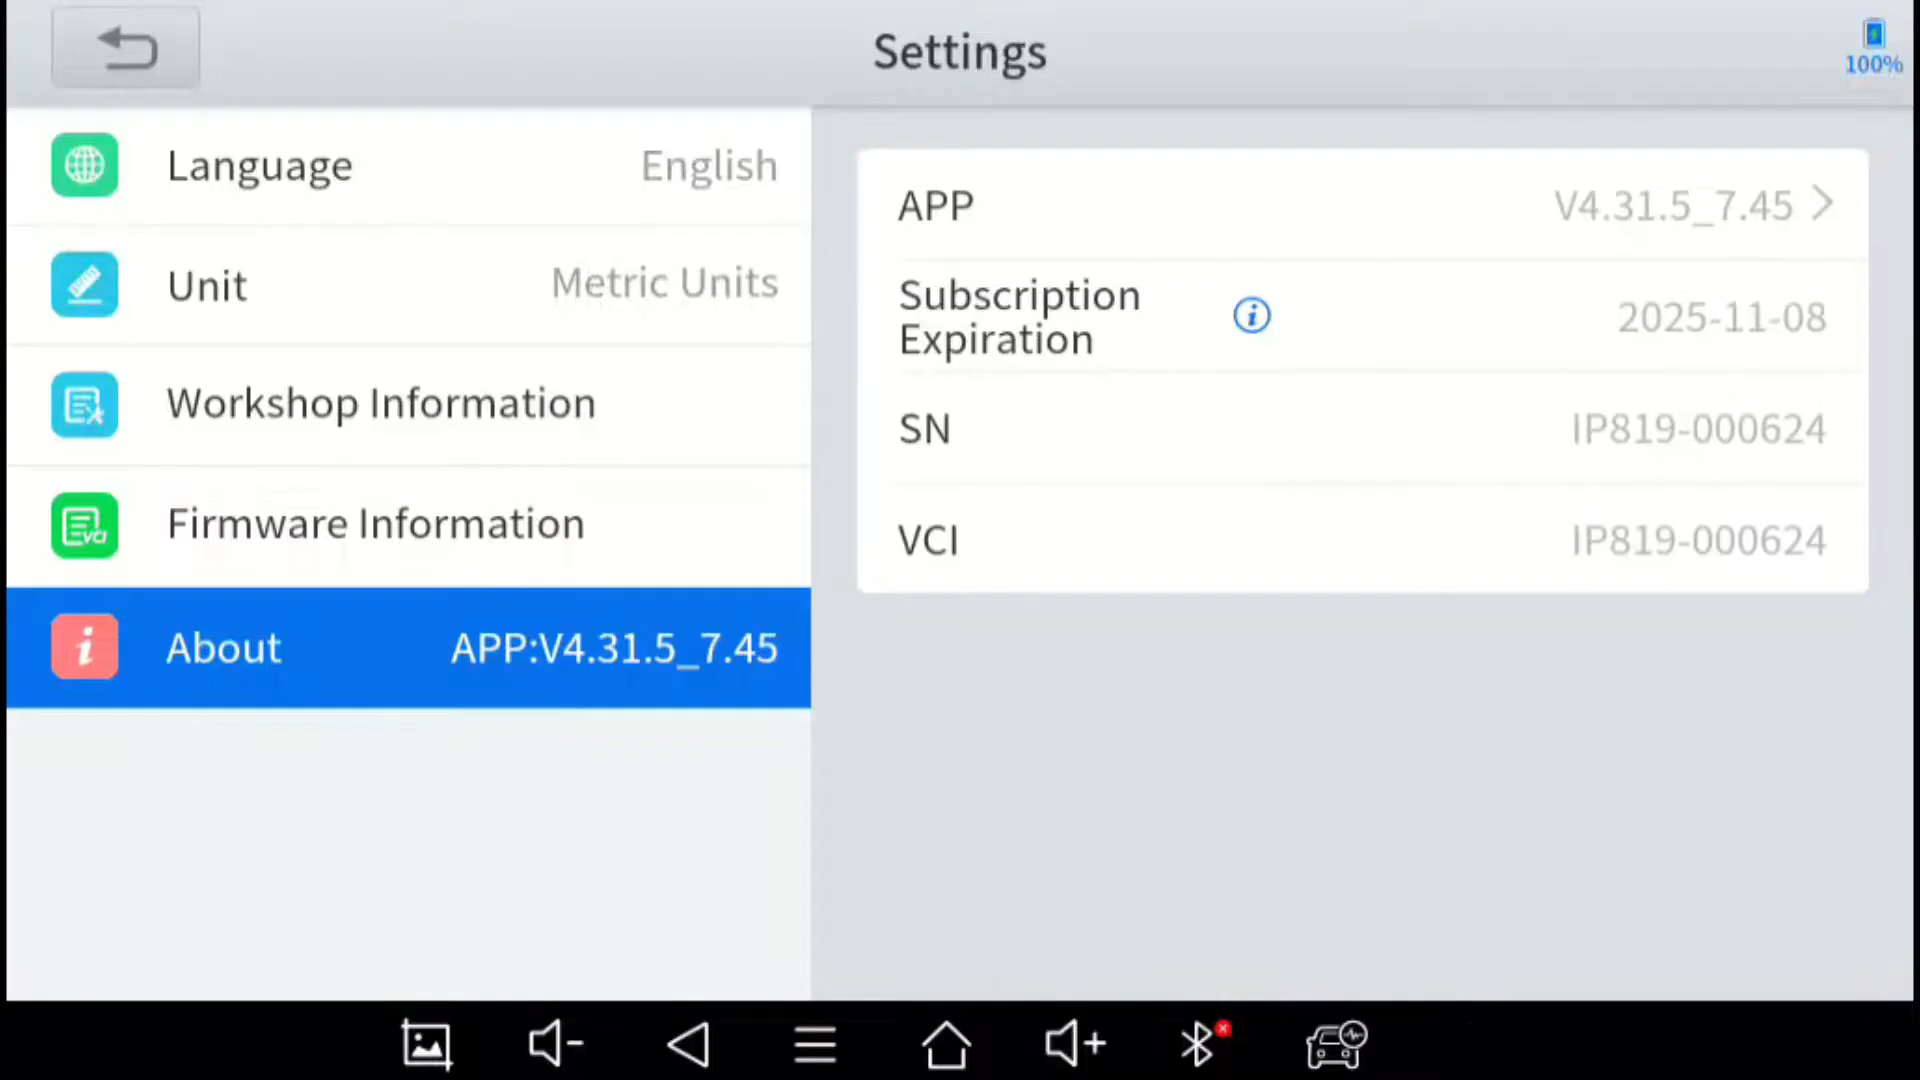 Settings
100%
Language English
Unit Metric Units
Workshop Information
Firmware Information
About APP:V4.31.5_7.45
APP V4.31.5_7.45
Subscription
Expiration 2025-11-08
SN IP819-000624
VCI IP819-000624